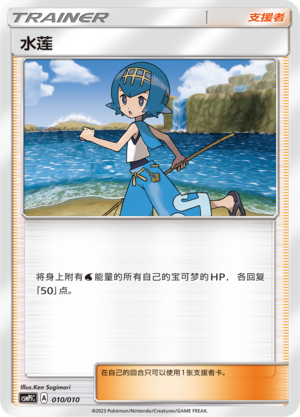 TRAINER 支援者
水莲
将身上附有能量的所有自己的宝可梦的HP，各回复
「50」点。
Illus.Ken Sugimori
A 010/010
在自己的回合只可以使用1张支援者卡。
©2023 Pokémon/Nintendo/Creatures/GAME FREAK.